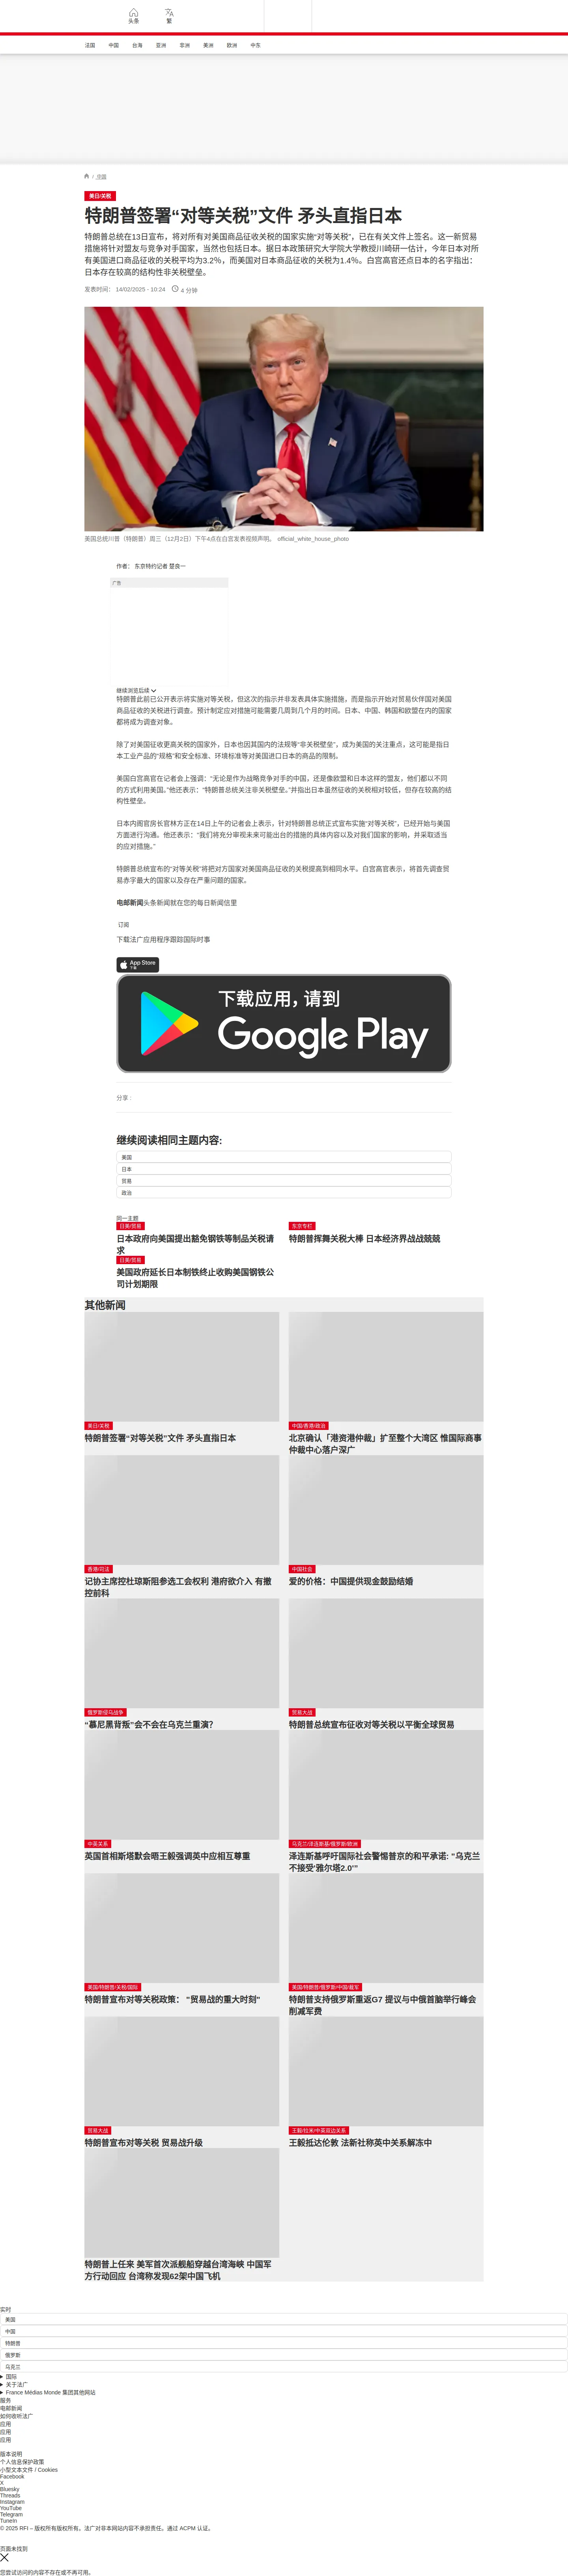 头条
繁
法国
中国
台海
亚洲
非洲
美洲
欧洲
中东
/ 中国
美日/关税
特朗普签署“对等关税”文件 矛头直指日本
特朗普总统在13日宣布，将对所有对美国商品征收关税的国家实施“对等关税”，已在有关文件上签名。这一新贸易
措施将针对盟友与竞争对手国家，当然也包括日本。据日本政策研究大学院大学教授川崎研一估计，今年日本对所
有美国进口商品征收的关税平均为3.2％，而美国对日本商品征收的关税为1.4％。白宫高官还点日本的名字指出：
日本存在较高的结构性非关税壁垒。
发表时间： 14/02/2025 - 10:24
4 分钟
美国总统川普（特朗普）周三（12月2日）下午4点在白宫发表视频声明。 official_white_house_photo
作者： 东京特约记者 楚良一
广告
继续浏览后续
特朗普此前已公开表示将实施对等关税，但这次的指示并非发表具体实施措施，而是指示开始对贸易伙伴国对美国
商品征收的关税进行调查。预计制定应对措施可能需要几周到几个月的时间。日本、中国、韩国和欧盟在内的国家
都将成为调查对象。
除了对美国征收更高关税的国家外，日本也因其国内的法规等“非关税壁垒”，成为美国的关注重点，这可能是指日
本工业产品的“规格”和安全标准、环境标准等对美国进口日本的商品的限制。
美国白宫高官在记者会上强调：“无论是作为战略竞争对手的中国，还是像欧盟和日本这样的盟友，他们都以不同
的方式利用美国。”他还表示：“特朗普总统关注非关税壁垒。”并指出日本虽然征收的关税相对较低，但存在较高的结
构性壁垒。
日本内阁官房长官林方正在14日上午的记者会上表示，针对特朗普总统正式宣布实施“对等关税”，已经开始与美国
方面进行沟通。他还表示：“我们将充分审视未来可能出台的措施的具体内容以及对我们国家的影响，并采取适当
的应对措施。”
特朗普总统宣布的“对等关税”将把对方国家对美国商品征收的关税提高到相同水平。白宫高官表示，将首先调查贸
易赤字最大的国家以及存在严重问题的国家。
电邮新闻头条新闻就在您的每日新闻信里
订阅
下载法广应用程序跟踪国际时事
App Store
下载
下载应用，请到
Google Play
分享 :
继续阅读相同主题内容:
美国
日本
贸易
政治
同一主题
日美/贸易
日本政府向美国提出豁免钢铁等制品关税请
求
东京专栏
特朗普挥舞关税大棒 日本经济界战战兢兢
日美/贸易
美国政府延长日本制铁终止收购美国钢铁公
司计划期限
其他新闻
美日/关税
特朗普签署“对等关税”文件 矛头直指日本
中国/香港/政治
北京确认「港资港仲裁」扩至整个大湾区 惟国际商事
仲裁中心落户深广
香港/司法
记协主席控杜琼斯阻参选工会权利 港府欲介入 有撤
控前科
中国社会
爱的价格：中国提供现金鼓励结婚
俄罗斯侵乌战争
“慕尼黑背叛”会不会在乌克兰重演？
贸易大战
特朗普总统宣布征收对等关税以平衡全球贸易
中英关系
英国首相斯塔默会晤王毅强调英中应相互尊重
乌克兰/泽连斯基/俄罗斯/欧洲
泽连斯基呼吁国际社会警惕普京的和平承诺: "乌克兰
不接受'雅尔塔2.0'"
美国/特朗普/关税/国际
特朗普宣布对等关税政策： "贸易战的重大时刻"
美国/特朗普/俄罗斯/中国/裁军
特朗普支持俄罗斯重返G7 提议与中俄首脑举行峰会
削减军费
贸易大战
特朗普宣布对等关税 贸易战升级
王毅/拉米/中英双边关系
王毅抵达伦敦 法新社称英中关系解冻中
特朗普上任来 美军首次派舰船穿越台湾海峡 中国军
方行动回应 台湾称发现62架中国飞机
实时
美国
中国
特朗普
俄罗斯
乌克兰
国际
关于法广
France Médias Monde 集团其他网站
服务
电邮新闻
如何收听法广
应用
应用
应用
版本说明
个人信息保护政策
小型文本文件 / Cookies
Facebook
X
Bluesky
Threads
Instagram
YouTube
Telegram
TuneIn
© 2025 RFI – 版权所有版权所有。法广对非本网站内容不承担责任。通过 ACPM 认证。
页面未找到
您尝试访问的内容不存在或不再可用。